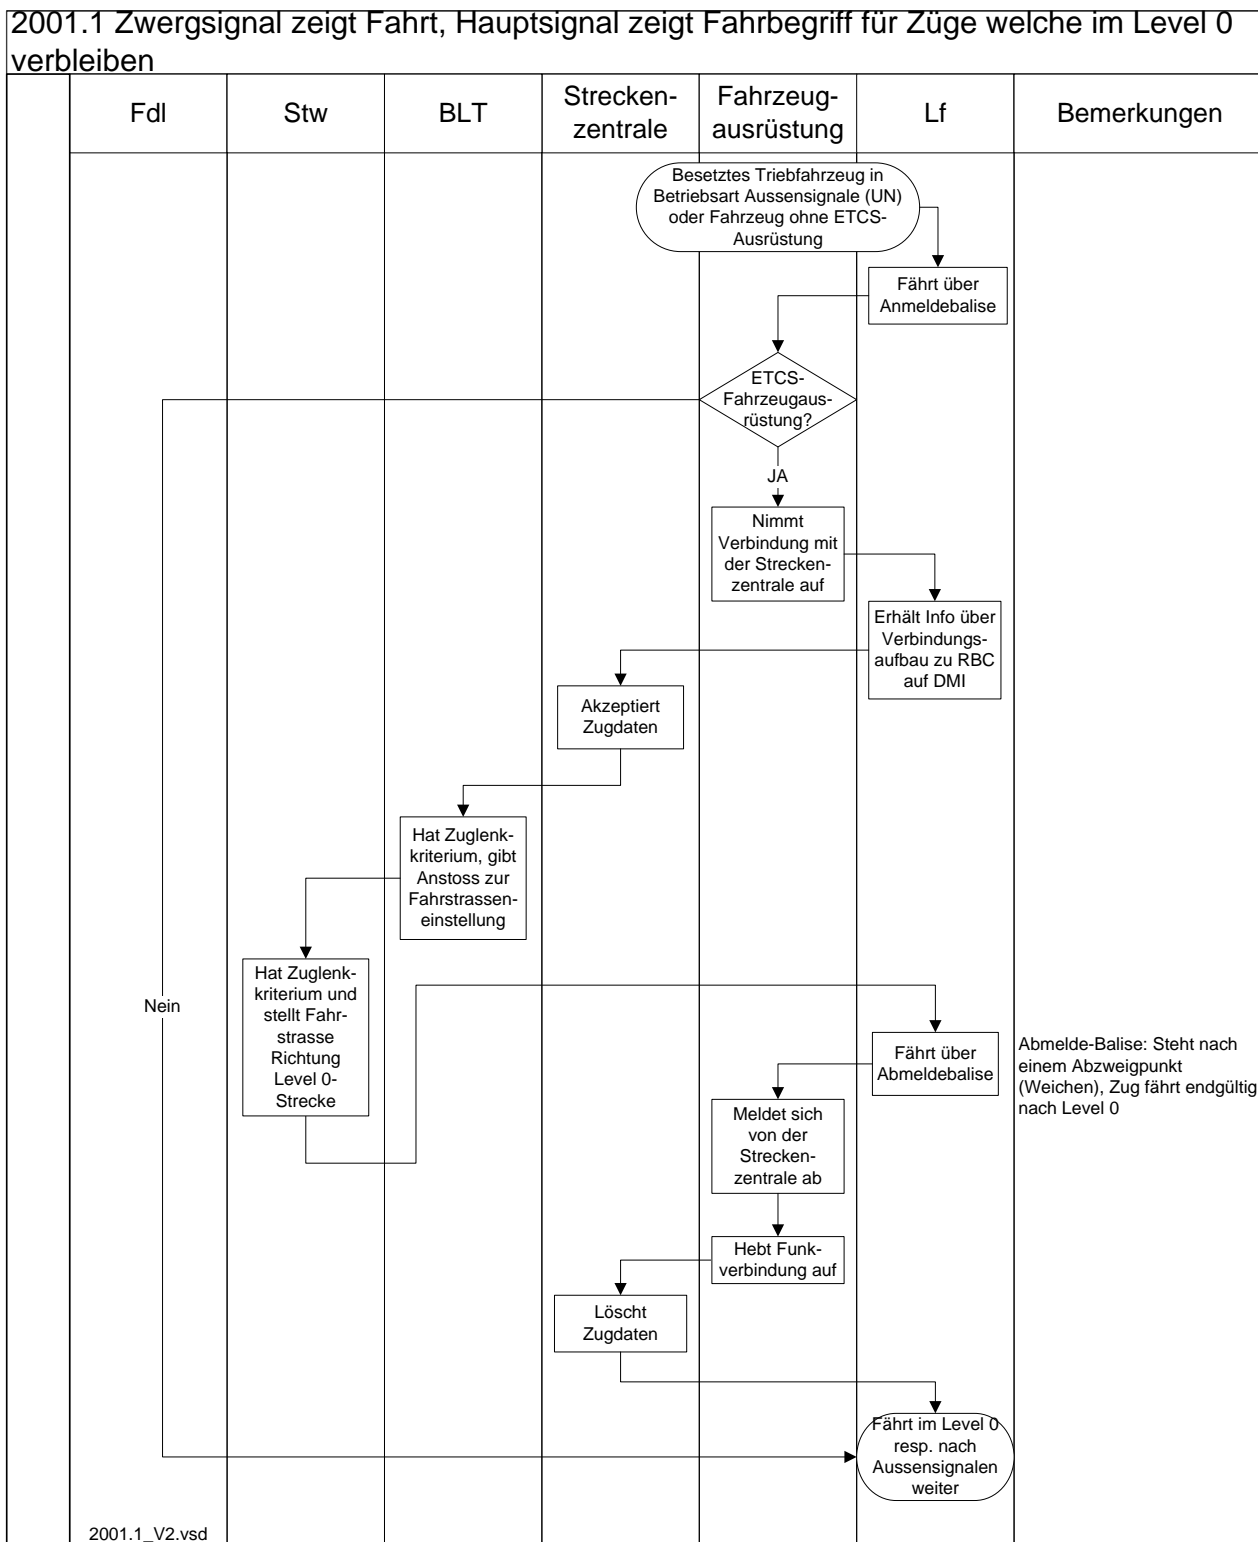 2001.1 Zwergsignal zeigt Fahrt, Hauptsignal zeigt Fahrbegriff für Züge welche im Level 0
verbleiben
Fdl
Stw
BLT
Strecken-
zentrale
Fahrzeug-
ausrüstung
Lf
Bemerkungen
Besetztes Triebfahrzeug in
Betriebsart Aussensignale (UN)
oder Fahrzeug ohne ETCS-
Ausrüstung
Fährt über
Anmeldebalise
ETCS-
Fahrzeugaus-
rüstung?
JA
Nimmt
Verbindung mit
der Strecken-
zentrale auf
Erhält Info über
Verbindungs-
aufbau zu RBC
auf DMI
Akzeptiert
Zugdaten
Hat Zuglenk-
kriterium, gibt
Anstoss zur
Fahrstrassen-
einstellung
Hat Zuglenk-
kriterium und
stellt Fahr-
strasse
Richtung
Level 0-
Strecke
Nein
Fährt über
Abmeldebalise
Abmelde-Balise: Steht nach
einem Abzweigpunkt
(Weichen), Zug fährt endgültig
nach Level 0
Meldet sich
von der
Strecken-
zentrale ab
Hebt Funk-
verbindung auf
Löscht
Zugdaten
Fährt im Level 0
resp. nach
Aussensignalen
weiter
2001.1_V2.vsd